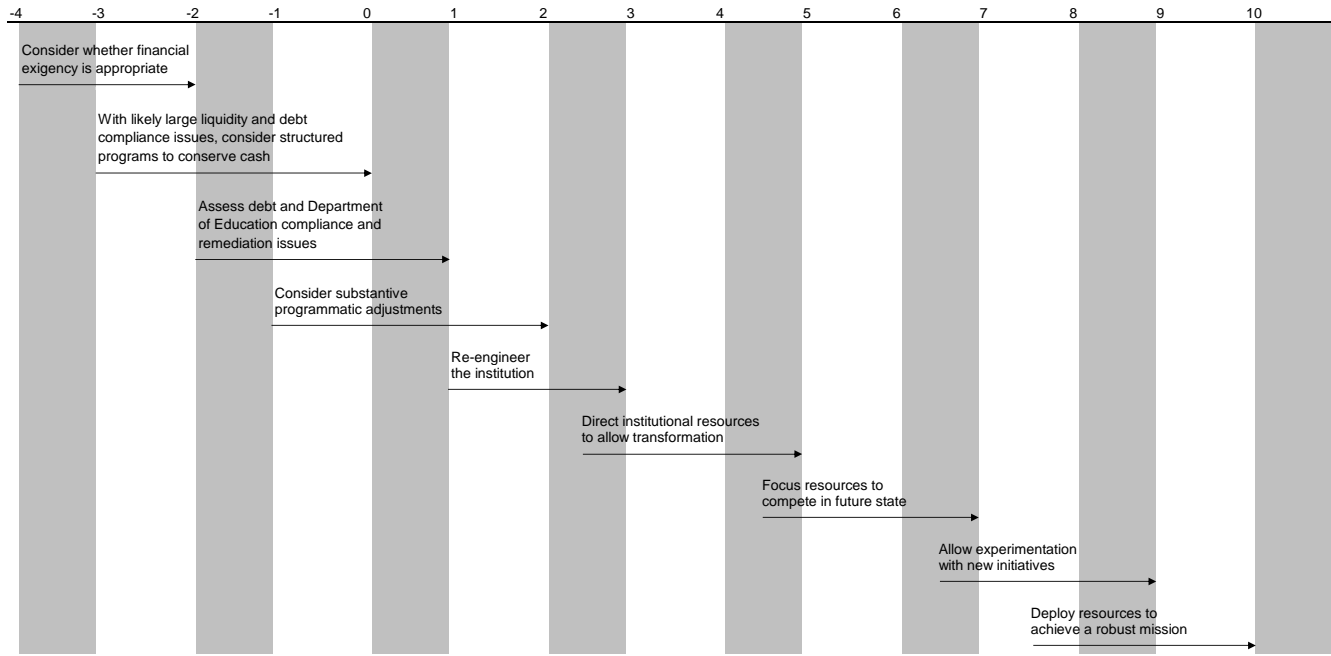 -4 -3 -2 -1 0 1 2 3 4 5 6 7 8 9 10
Consider whether financial
exigency is appropriate
With likely large liquidity and debt
compliance issues, consider structured
programs to conserve cash
Assess debt and Department
of Education compliance and
remediation issues
Consider substantive
programmatic adjustments
Re-engineer
the institution
Direct institutional resources
to allow transformation
Focus resources to
compete in future state
Allow experimentation
with new initiatives
Deploy resources to
achieve a robust mission